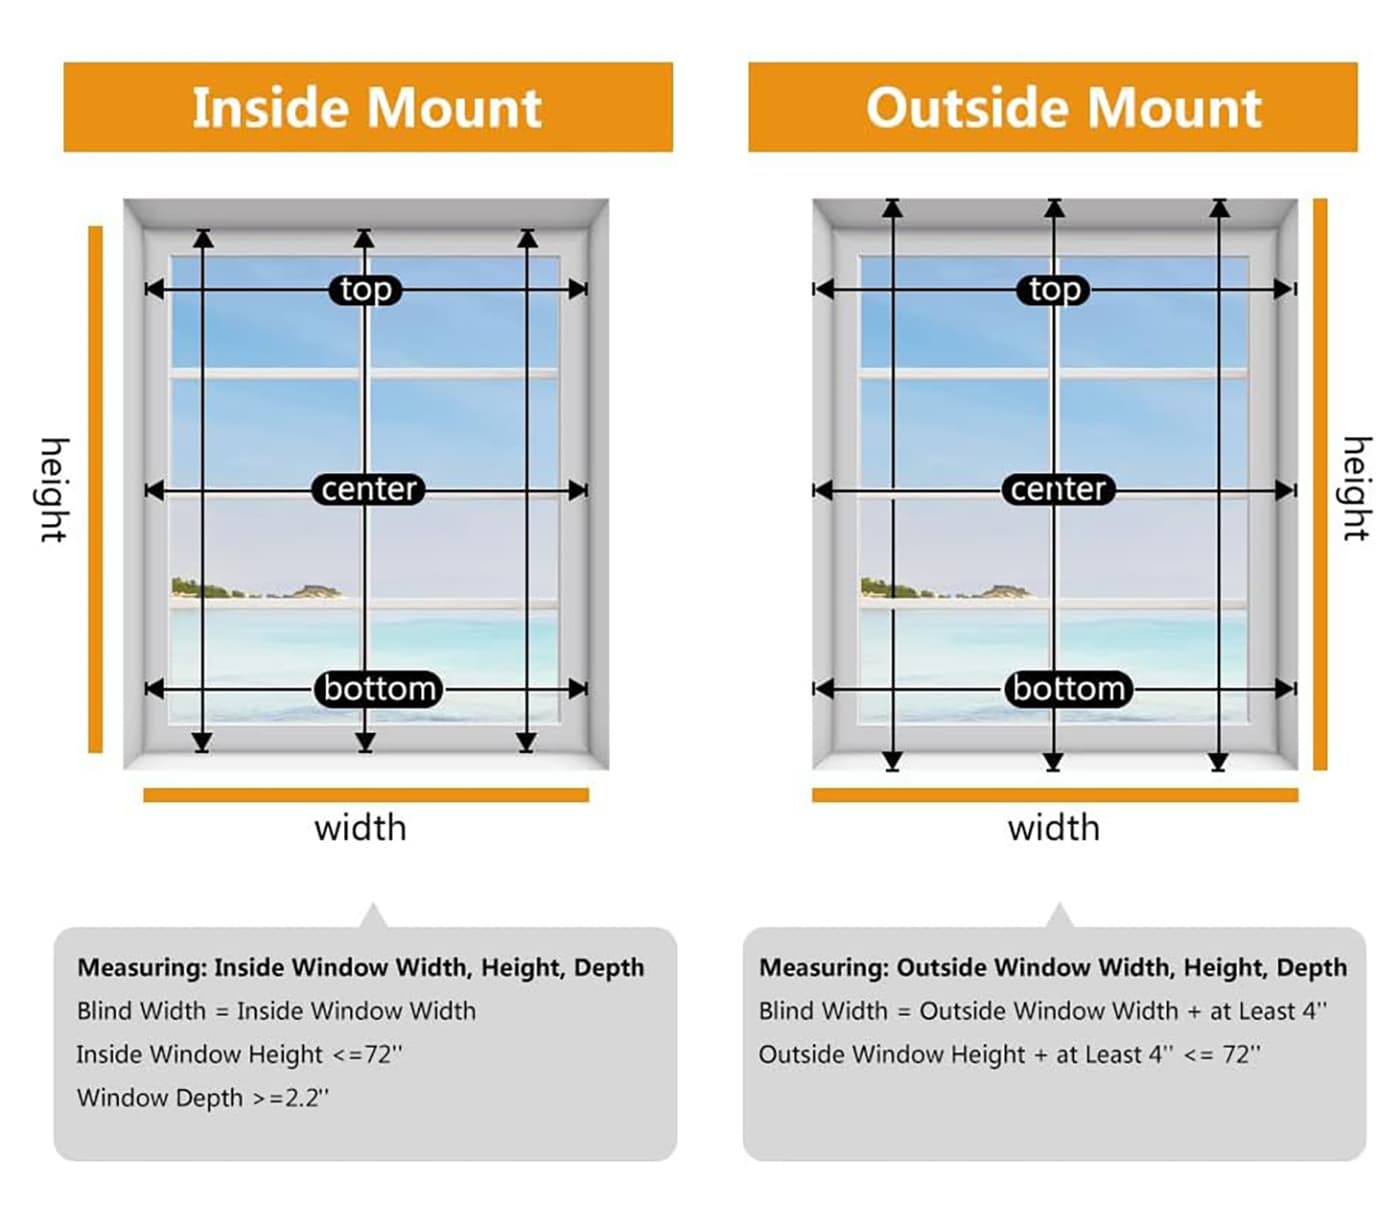 Inside Mount
height
top
center
bottom
width
Measuring: Inside Window Width, Height, Depth
Blind Width = Inside Window Width
Inside Window Height <=72''
Window Depth >=2.2''
Outside Mount
top
center
bottom
height
width
Measuring: Outside Window Width, Height, Depth
Blind Width = Outside Window Width + at Least 4''
Outside Window Height + at Least 4'' <= 72''